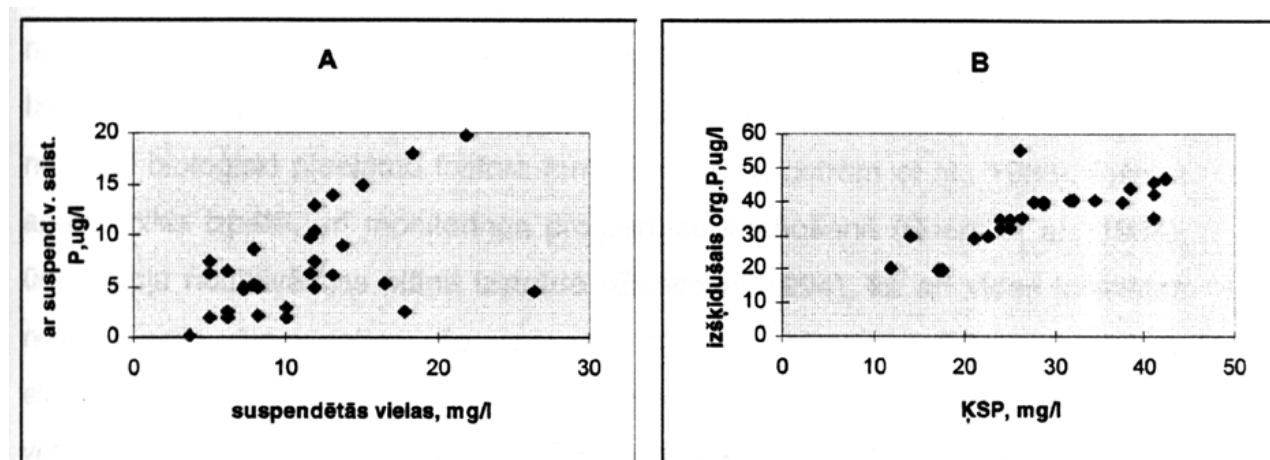 A
ar suspend.v. saist.
P,ug/l
20
15
10
5
0
0 10 20 30
suspendētās vielas, mg/l
B
izšķīdušais org.P,ug/l
60
50
40
30
20
10
0
0 10 20 30 40 50
ĶSP, mg/l